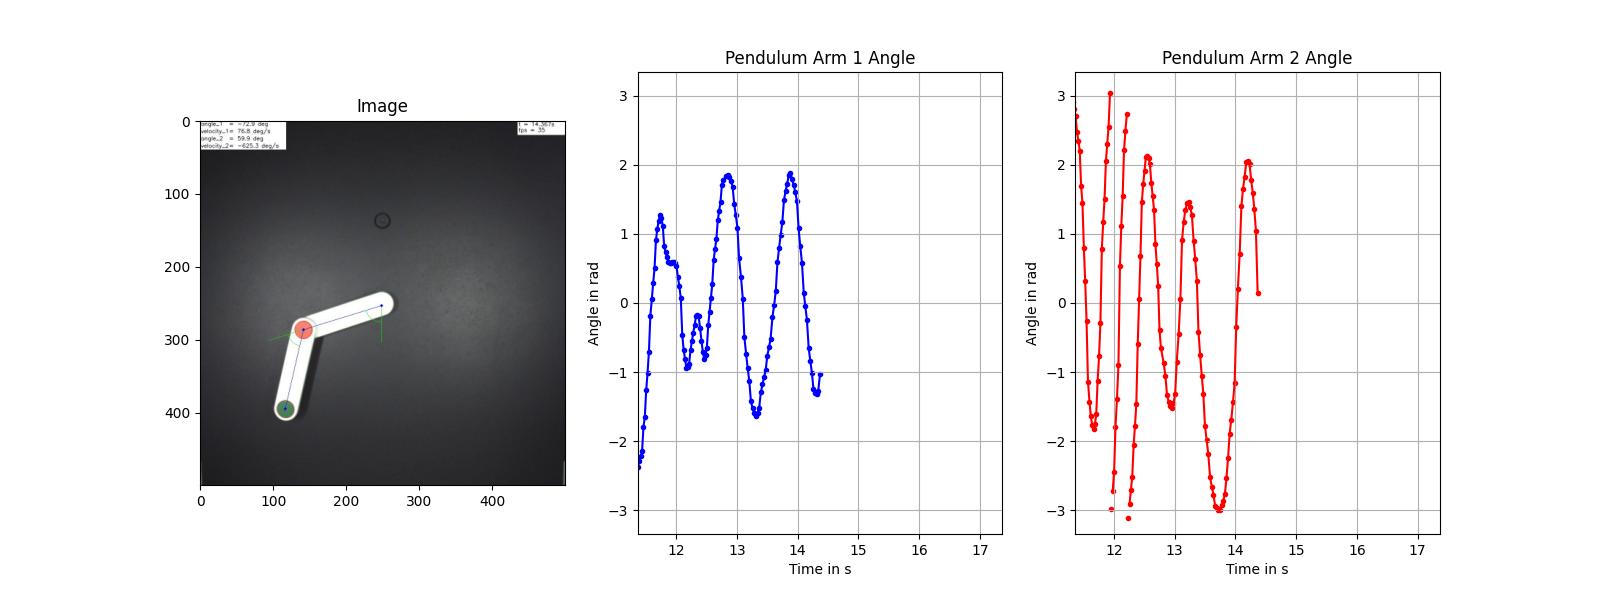 Image
Pendulum Arm 1 Angle
Pendulum Arm 2 Angle
angle_1 = -72.9 deg
velocity_1= 76.8 deg/s
angle_2 = 59.9 deg
velocity_2= -625.3 deg/s
t = 14.367s
fps = 35
0
100
200
300
400
0 100 200 300 400
Angle in rad
3
2
1
0
−1
−2
−3
12 13 14 15 16 17
Time in s
Angle in rad
3
2
1
0
−1
−2
−3
12 13 14 15 16 17
Time in s